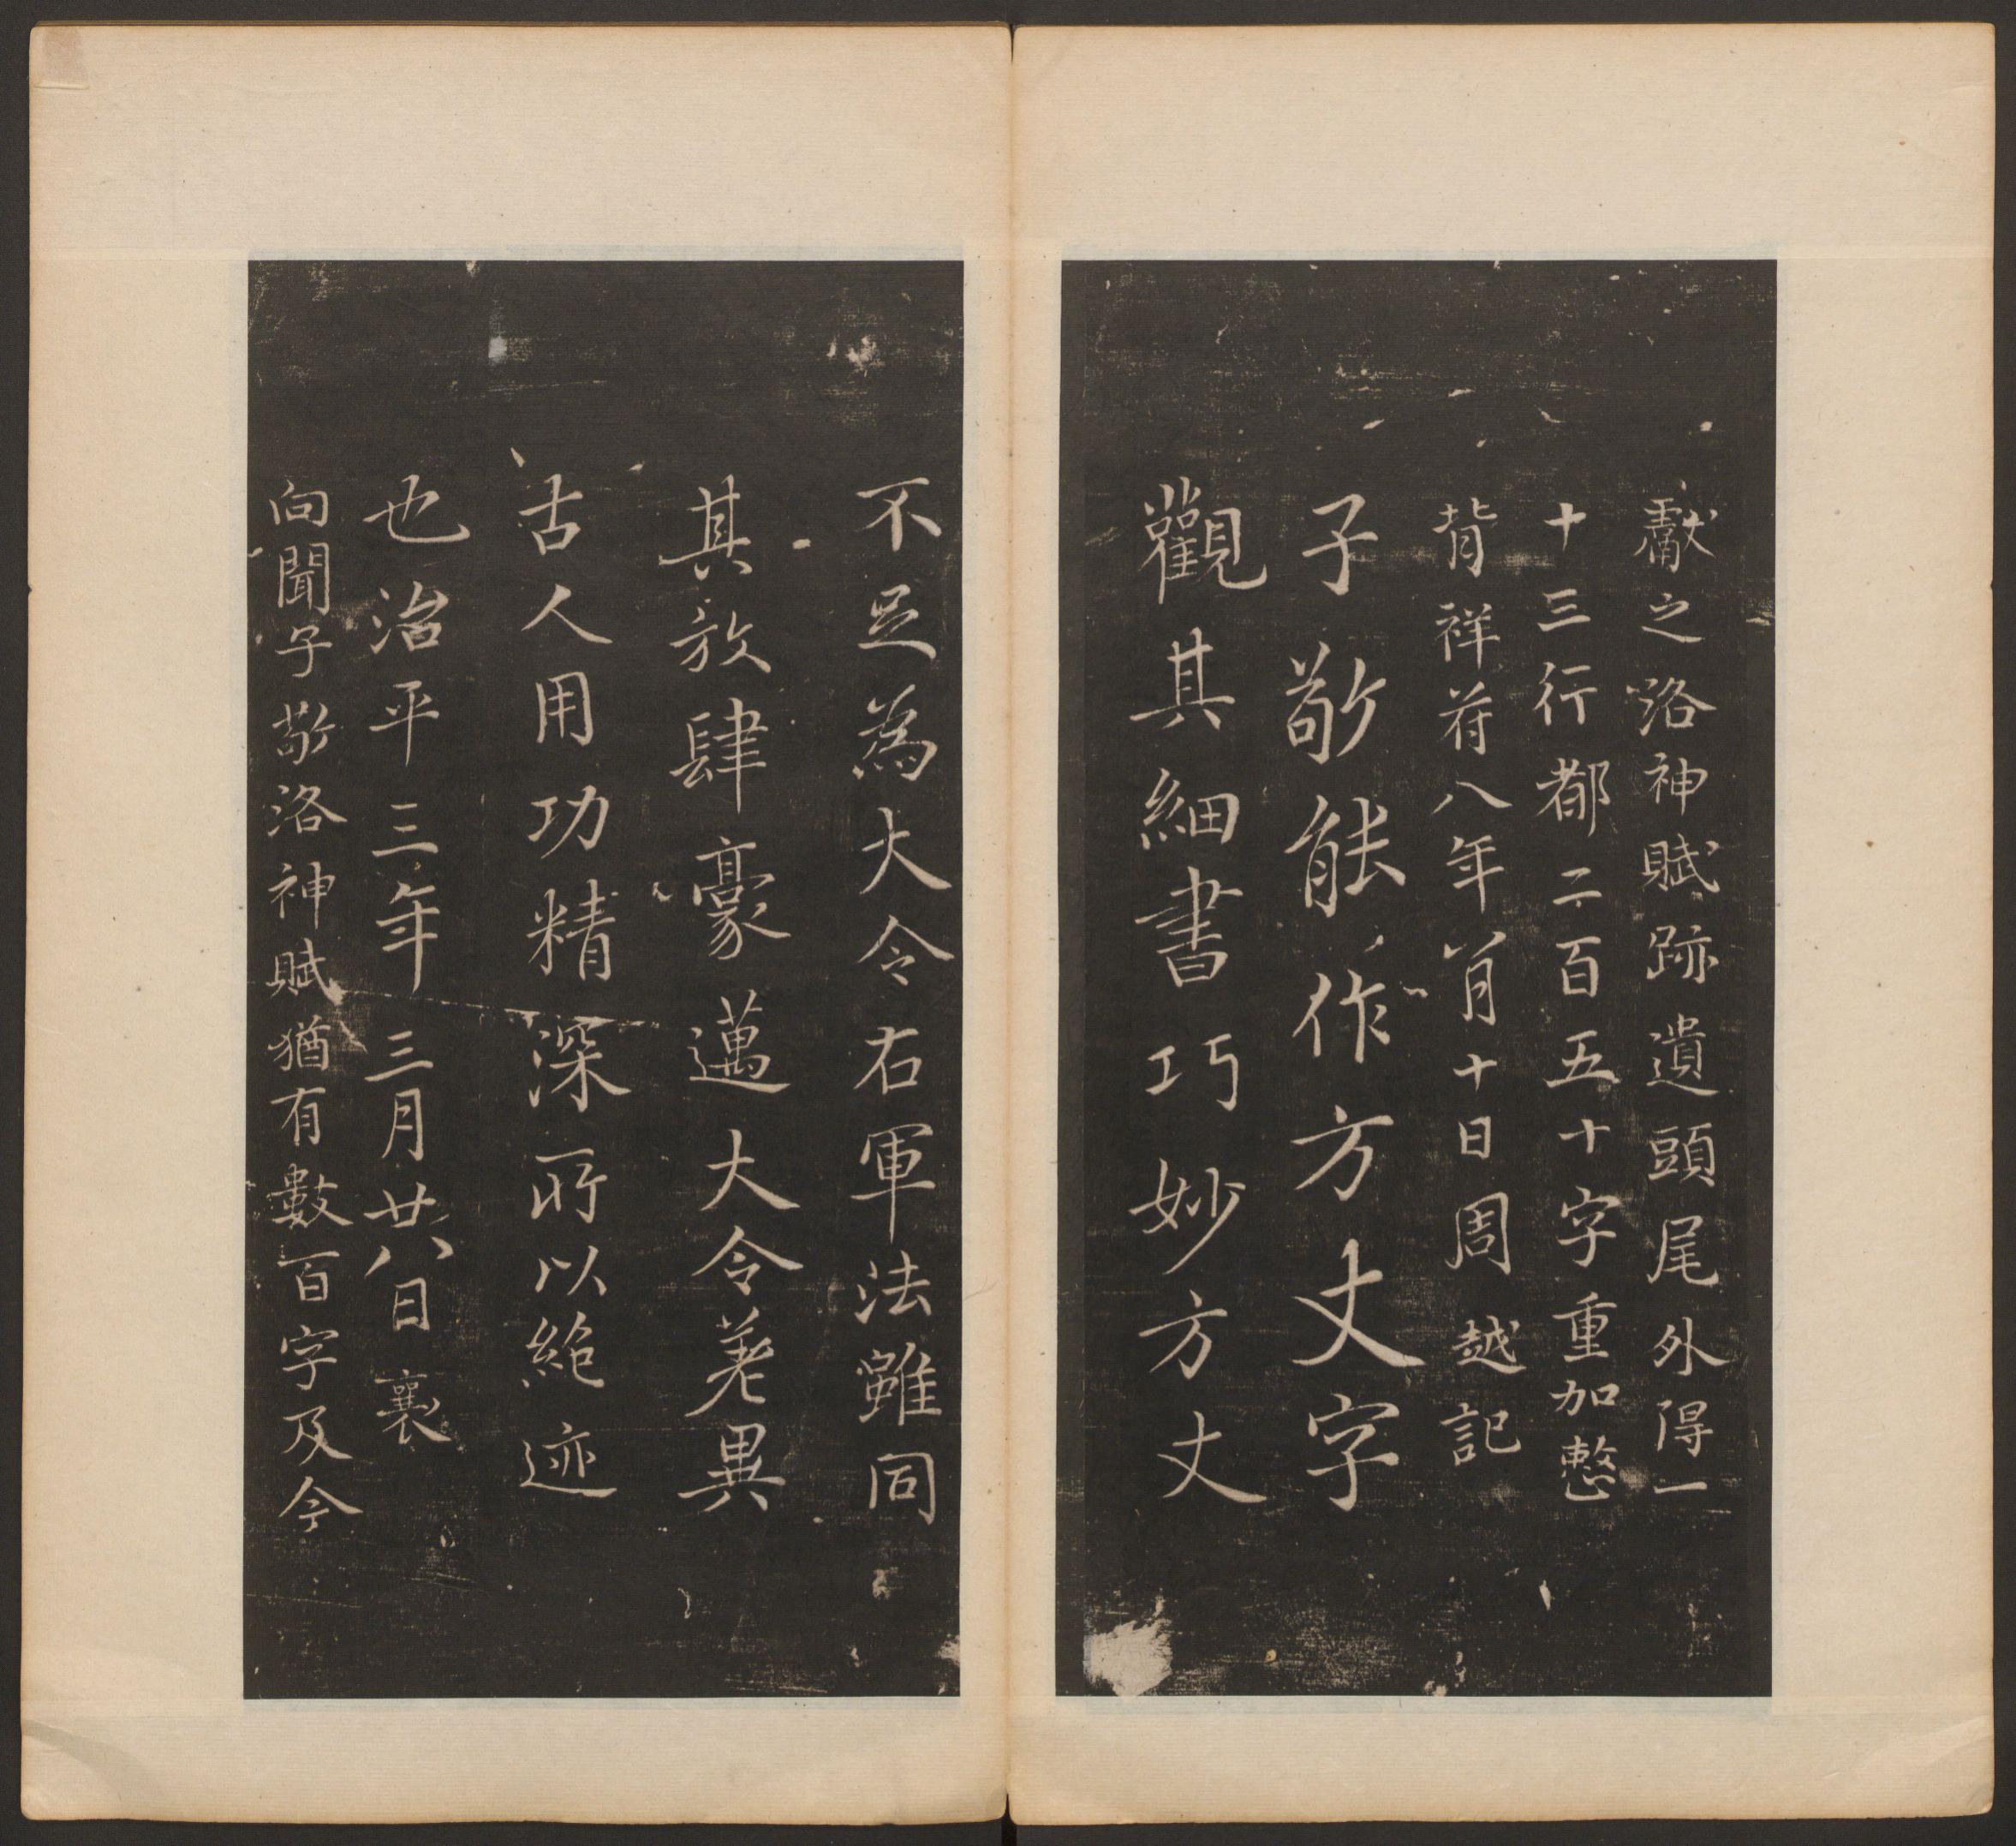 獻之洛神賦跡遺頭尾外得一
十三行都二百五十字重加整
背祥符八年首月十日周越記
子敬能作方丈字
觀其細書巧妙方丈
不足為大令右軍法雖同
其放肆豪邁大令差異
古人用功精深所以絶迹
也治平三年三月廿八日襄
向聞子敬洛神賦猶有數百字及今